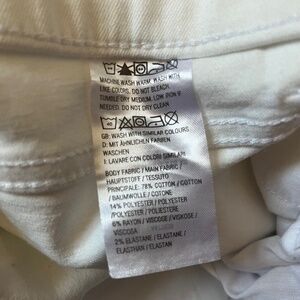 MACHINE WASH WARM, WASH WITH
LIKE COLORS. DO NOT BLEACH.
TUMBLE DRY MEDIUM, LOW IRON IF
NEEDED. DO NOT DRY CLEAN
40
GB: WASH WITH SIMILAR COLOURS
D: MIT ÄHNLICHEN FARBEN
WASCHEN
I: LAVARE CON COLORI SIMILARI
BODY FABRIC / MAIN FABRIC /
HAUPTSTOFF / TESSUTO
PRINCIPALE: 78% COTTON / COTTON
/ BAUMWOLLE / COTONE
14% POLYESTER / POLYESTER
/ POLYESTER / POLIESTERE
6% RAYON / VISCOSE / VISKOSE /
VISCOSA
2% ELASTANE / ELASTANE /
ELASTHAN / ELASTAN